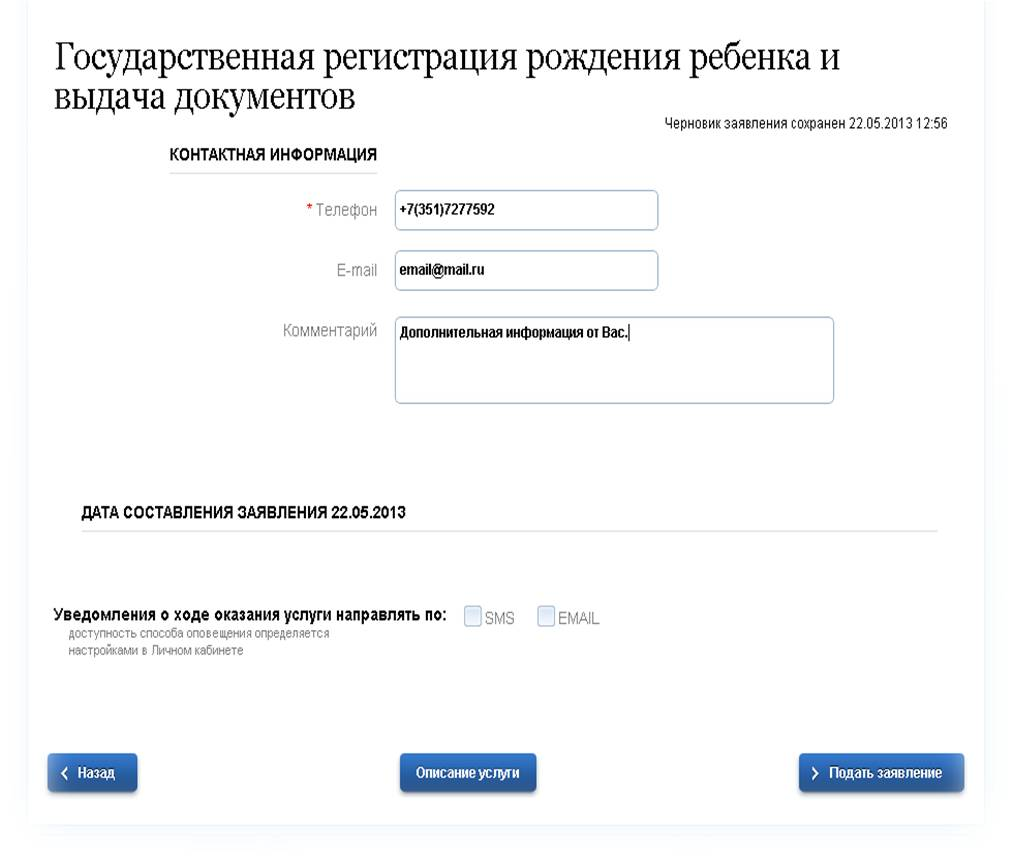 Государственная регистрация рождения ребенка и
выдача документов
Черновик заявления сохранен 22.05.2013 12:56
КОНТАКТНАЯ ИНФОРМАЦИЯ
* Телефон +7(351)7277592
E-mail email@mail.ru
Комментарий Дополнительная информация от Вас.
ДАТА СОСТАВЛЕНИЯ ЗАЯВЛЕНИЯ 22.05.2013
Уведомления о ходе оказания услуги направлять по: SMS EMAIL
доступность способа оповещения определяется
настройками в Личном кабинете
Назад Описание услуги Подать заявление